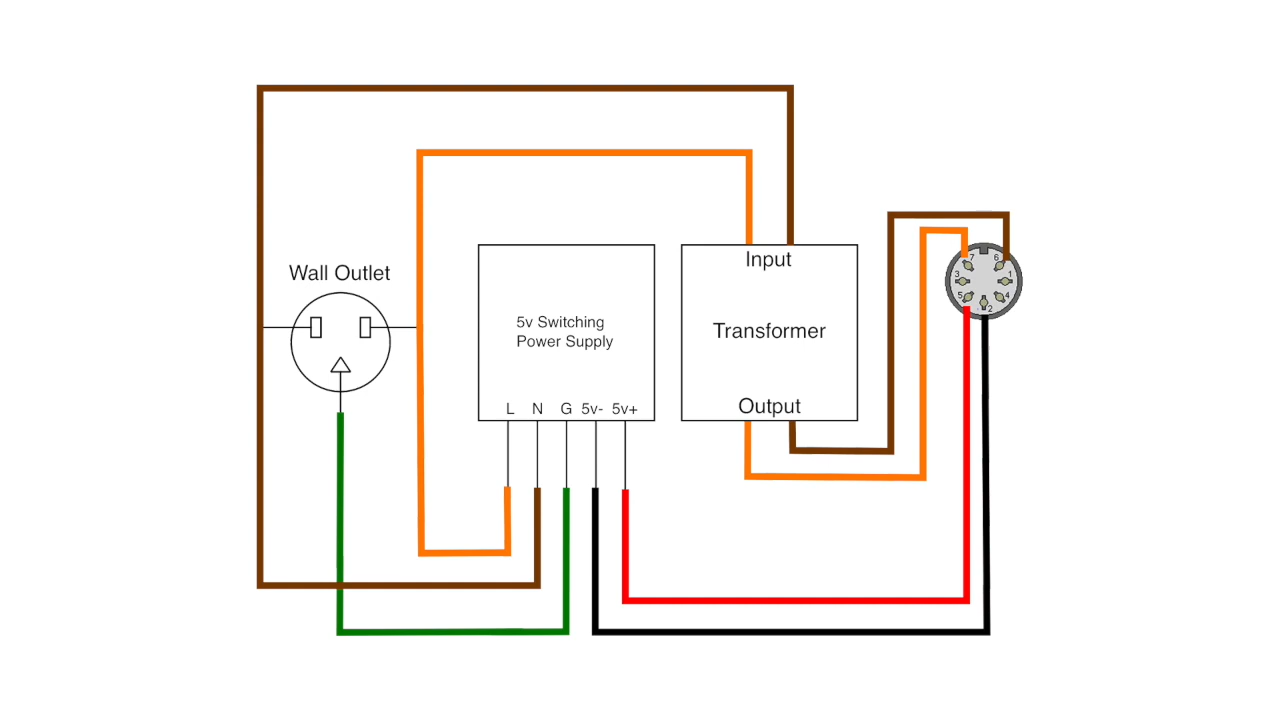 Wall Outlet
5v Switching
Power Supply
L N G 5v- 5v+
Input
Transformer
Output
7 6
3 1
5 4
2